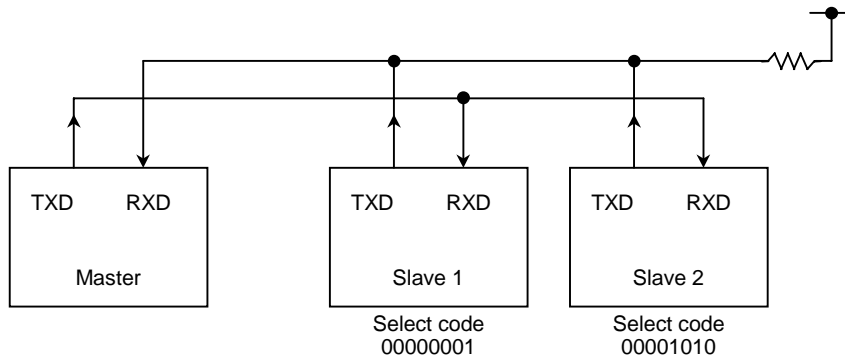 TXD RXD TXD RXD TXD RXD
Master Slave 1 Slave 2
Select code Select code
00000001 00001010